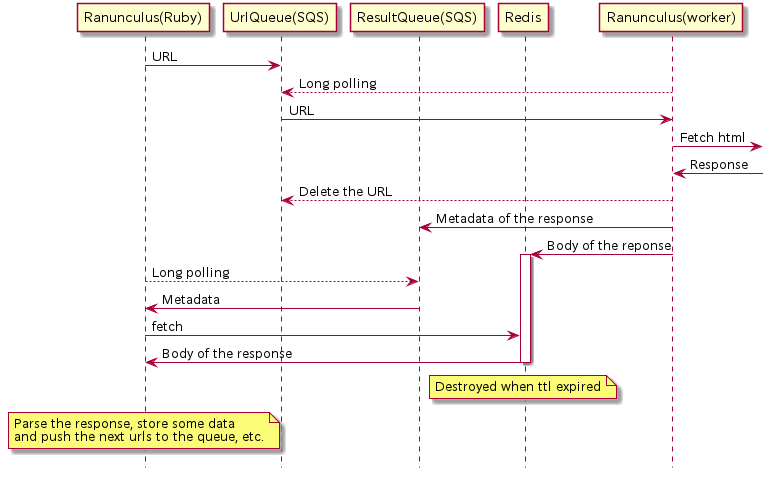 Ranunculus(Ruby)
UrlQueue(SQS)
ResultQueue(SQS)
Redis
Ranunculus(worker)
URL
Long polling
URL
Fetch html
Response
Delete the URL
Metadata of the response
Body of the reponse
Long polling
Metadata
fetch
Body of the response
Destroyed when ttl expired
Parse the response, store some data
and push the next urls to the queue, etc.